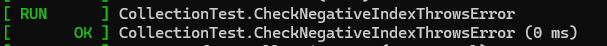 [ RUN      ] CollectionTest.CheckNegativeIndexThrowsError
[       OK ] CollectionTest.CheckNegativeIndexThrowsError (0 ms)